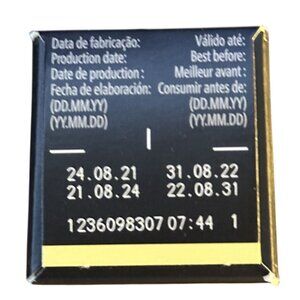 Data de fabricação: Válido até:
Production date: Best before:
Date de production : Meilleur avant :
Fecha de elaboración: Consumir antes de:
(DD.MM.YY) (DD.MM.YY)
(YY.MM.DD) (YY.MM.DD)
24.08.21 31.08.22
21.08.24 22.08.31
1236098307 07:44 1